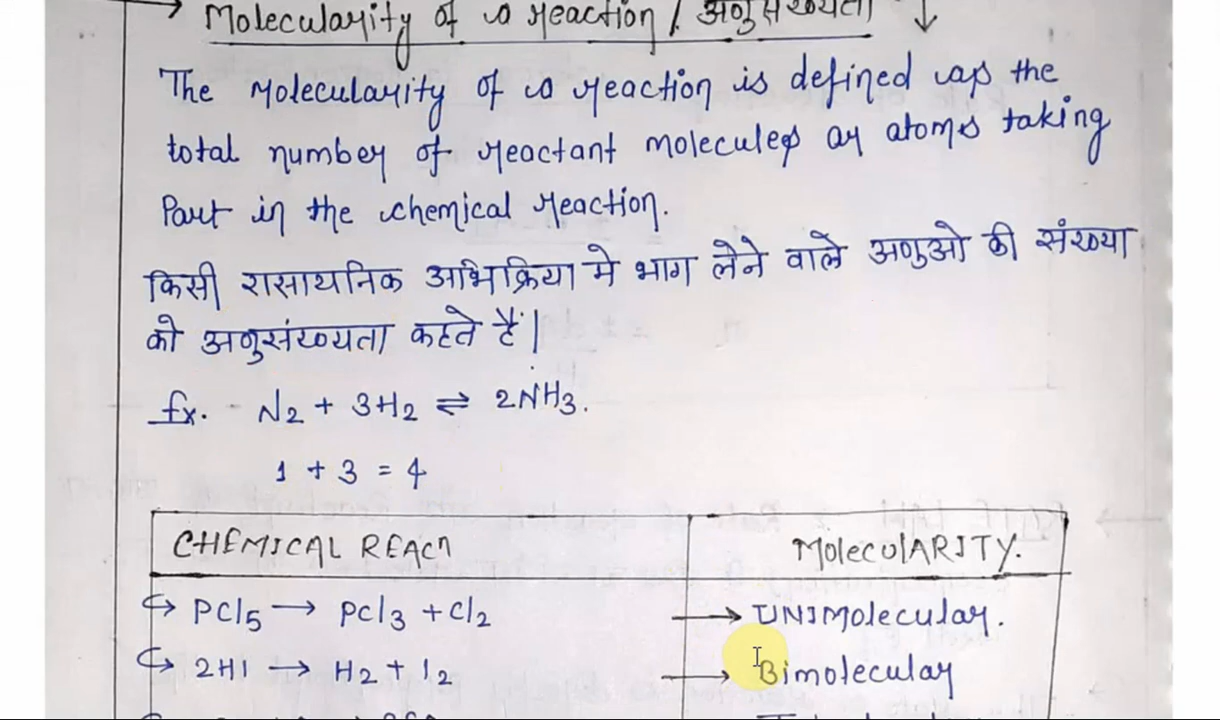 → Molecularity of a reaction / अनुसंख्यता ↓
The Molecularity of a reaction is defined as the
total number of reactant molecules or atoms taking
Part in the chemical reaction.
किसी रासायनिक अभिक्रिया मे भाग लेने वाले अणुओ की संख्या
को अनुसंख्यता कहते हैं|
Ex. - N2 + 3H2 ⇌ 2NH3.
1 + 3 = 4
CHEMICAL REACn MolecULARITY.
↪ PCl5 → PCl3 + Cl2 → UNIMolecular.
↪ 2HI → H2 + I2 → Bimolecular